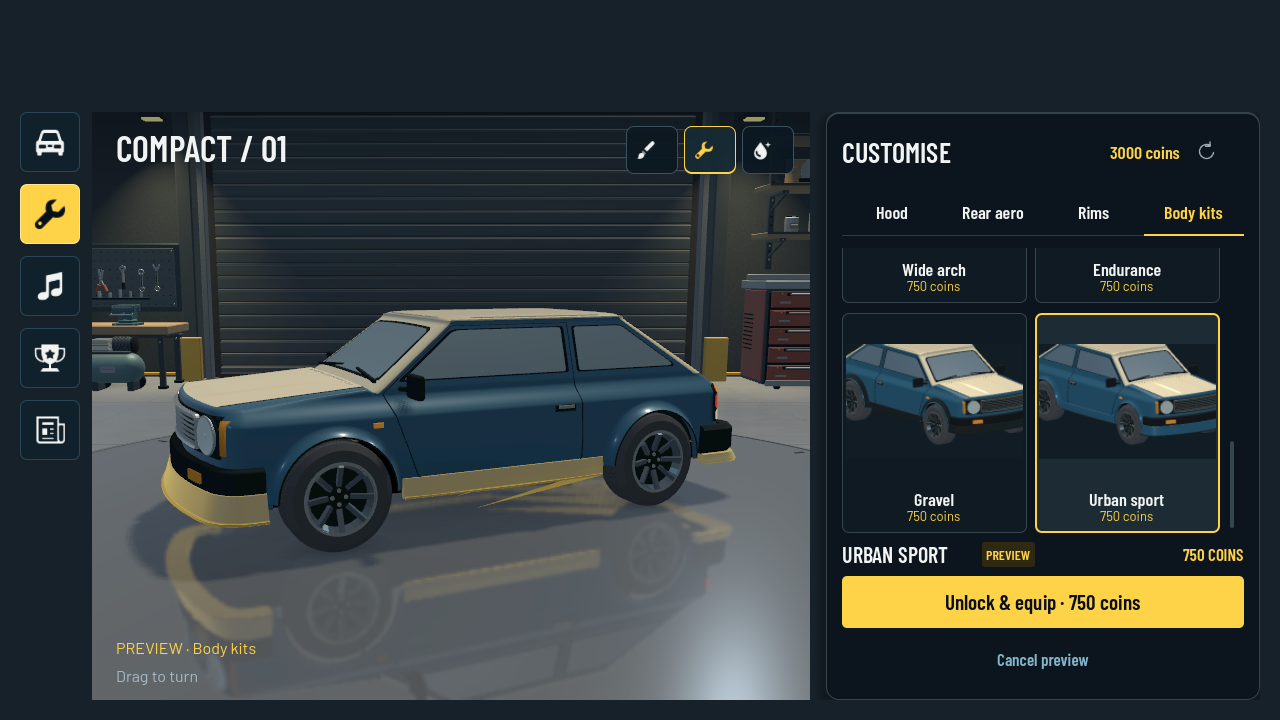 COMPACT / 01
CUSTOMISE
3000 coins
Hood
Rear aero
Rims
Body kits
Wide arch
750 coins
Endurance
750 coins
Gravel
750 coins
Urban sport
750 coins
URBAN SPORT
PREVIEW
750 COINS
Unlock & equip · 750 coins
Cancel preview
PREVIEW · Body kits
Drag to turn